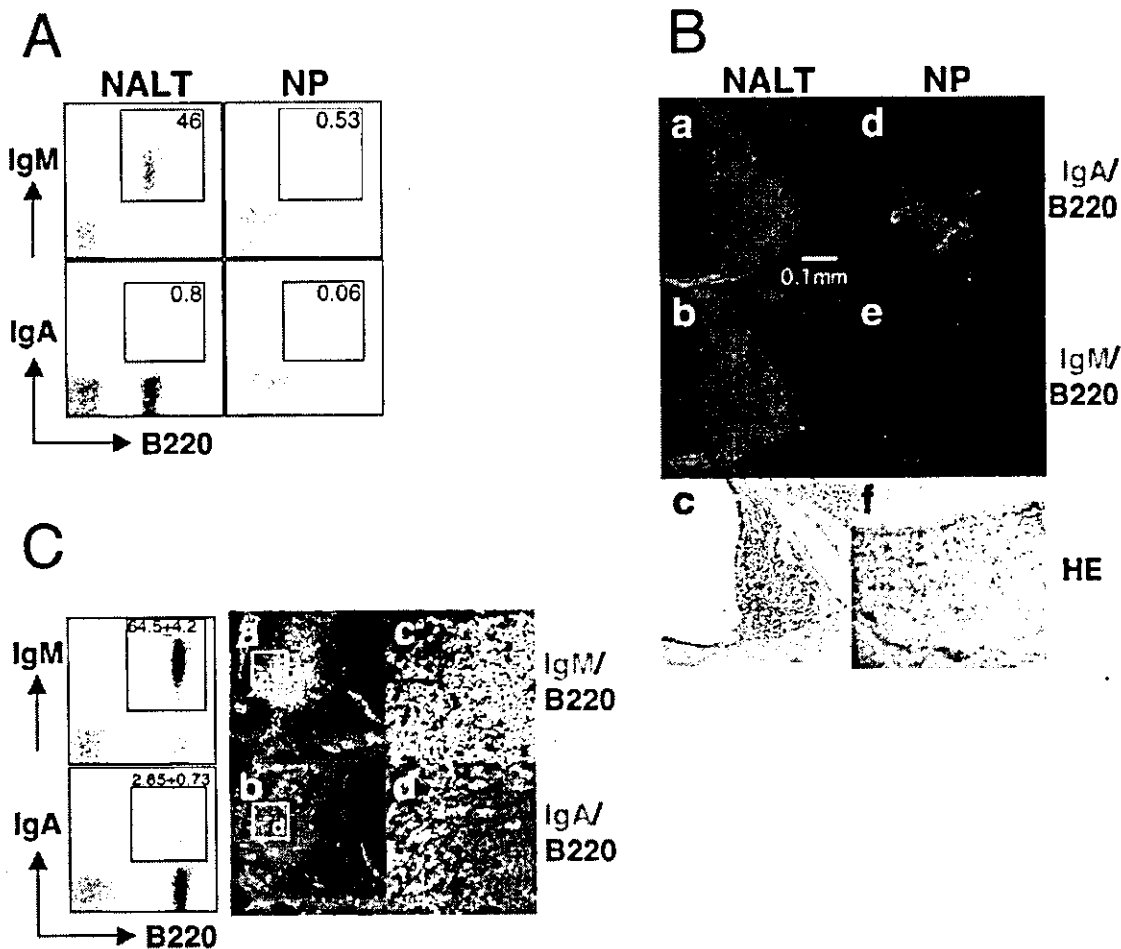 A
NALT NP
IgM
46
0.53
IgA
0.8
0.06
B220
B
NALT NP
a
d
IgA/
B220
0.1mm
b
e
IgM/
B220
c
f
HE
C
IgM
64.5±4.2
a
c
IgM/
B220
IgA
2.65±0.73
b
d
d
IgA/
B220
B220